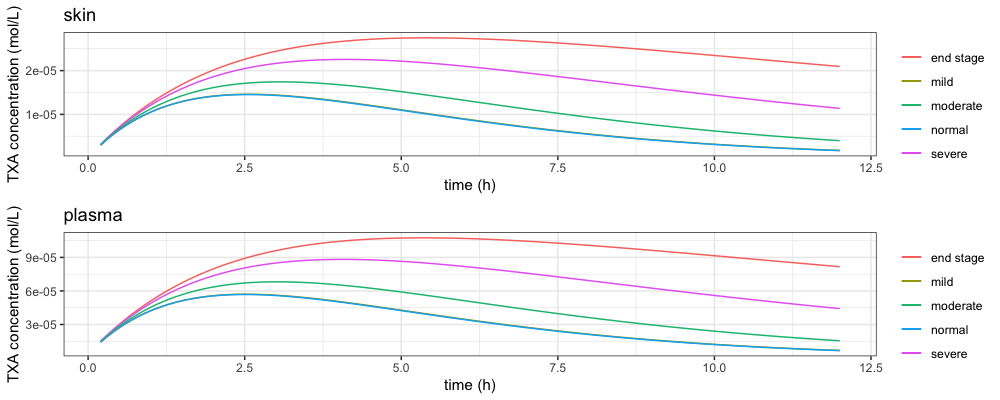 skin
TXA concentration (mol/L)
2e-05
1e-05
0.0 2.5 5.0 7.5 10.0 12.5
time (h)
end stage
mild
moderate
normal
severe
plasma
TXA concentration (mol/L)
9e-05
6e-05
3e-05
0.0 2.5 5.0 7.5 10.0 12.5
time (h)
end stage
mild
moderate
normal
severe